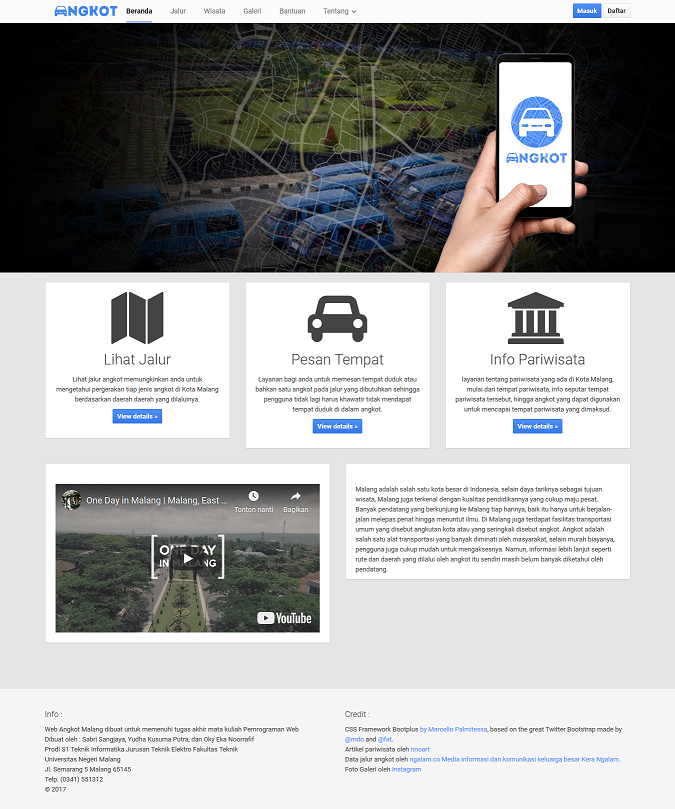 ANGKOT Beranda Jalur Wisata Galeri Bantuan Tentang Masuk Daftar
ANGKOT
Lihat Jalur
Lihat jalur angkot memungkinkan anda untuk
mengetahui pergerakan tiap jenis angkot di Kota Malang
berdasarkan daerah daerah yang dilaluinya.
View details »
Pesan Tempat
Layanan bagi anda untuk memesan tempat duduk atau
bahkan satu angkot pada jalur yang dibutuhkan sehingga
pengguna tidak lagi harus khawatir tidak mendapat
tempat duduk di dalam angkot.
View details »
Info Pariwisata
layanan tentang pariwisata yang ada di Kota Malang,
mulai dari tempat pariwisata, info seputar tempat
pariwisata tersebut, hingga angkot yang dapat digunakan
untuk mencapai tempat pariwisata yang dimaksud.
View details »
One Day in Malang | Malang, East ...
Tonton nanti Bagikan
ONE DAY
IN MALANG
YouTube
Malang adalah salah satu kota besar di Indonesia, selain daya tariknya sebagai tujuan
wisata, Malang juga terkenal dengan kualitas pendidikannya yang cukup maju pesat.
Banyak pendatang yang berkunjung ke Malang tiap harinya, baik itu hanya untuk berjalan-
jalan melepas penat hingga menuntut ilmu. Di Malang juga terdapat fasilitas transportasi
umum yang disebut angkutan kota atau yang seringkali disebut angkot. Angkot adalah
salah satu alat transportasi yang banyak diminati oleh masyarakat, selain murah biayanya,
pengguna juga cukup mudah untuk mengaksesnya. Namun, informasi lebih lanjut seperti
rute dan daerah yang dilalui oleh angkot itu sendiri masih belum banyak diketahui oleh
pendatang.
Info :
Web Angkot Malang dibuat untuk memenuhi tugas akhir mata kuliah Pemrograman Web
Dibuat oleh : Sabri Sangjaya, Yudha Kusuma Putra, dan Oky Eka Noorrafif
Prodi S1 Teknik Informatika Jurusan Teknik Elektro Fakultas Teknik
Universitas Negeri Malang
Jl. Semarang 5 Malang 65145
Telp. (0341) 551312
© 2017
Credit :
CSS Framework Bootplus by Marcello Palmitessa, based on the great Twitter Bootstrap made by
@mdo and @fat.
Artikel pariwisata oleh nnoart
Data jalur angkot oleh ngalam.co Media informasi dan komunikasi keluarga besar Kera Ngalam.
Foto Galeri oleh Instagram